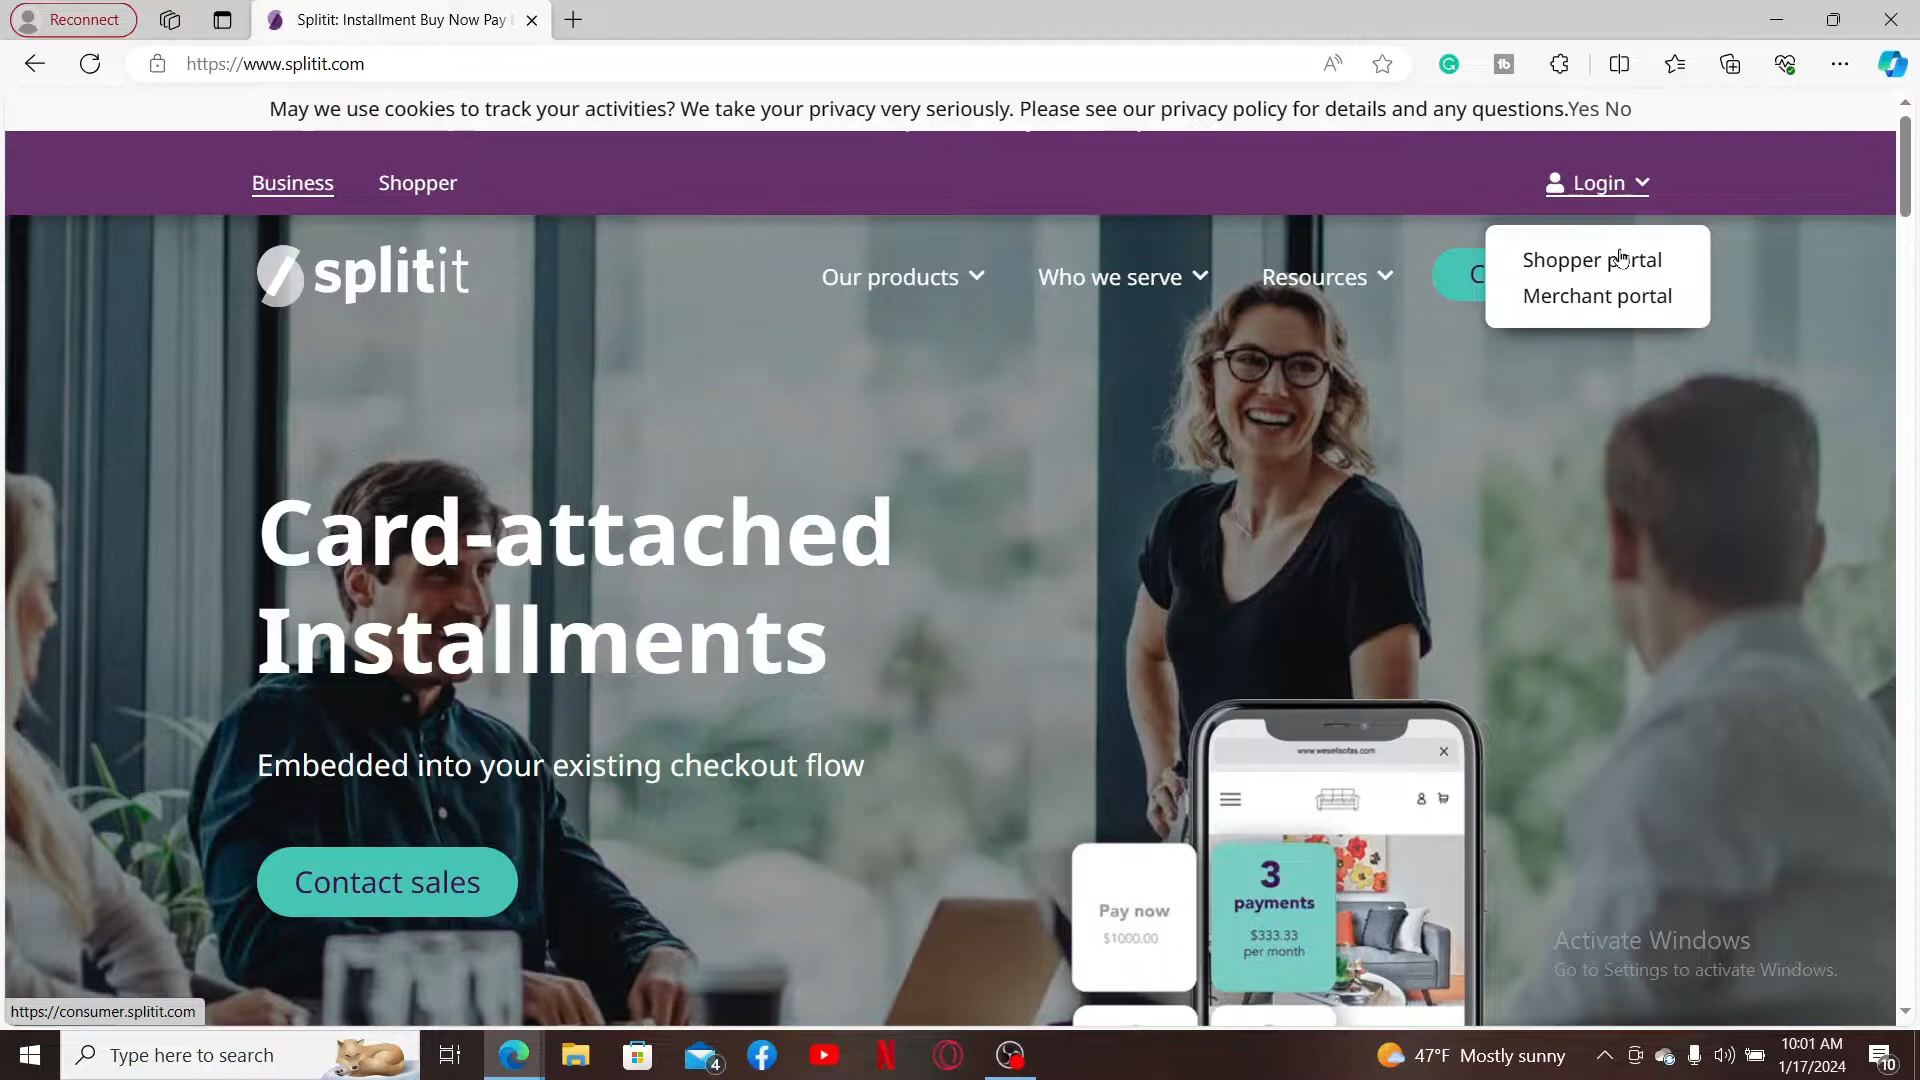 Reconnect
Splitit: Installment Buy Now Pay
https://www.splitit.com
May we use cookies to track your activities? We take your privacy very seriously. Please see our privacy policy for details and any questions.Yes No
Business
Shopper
Login
splitit
Our products
Who we serve
Resources
C
Shopper portal
Merchant portal
Card-attached
Installments
Embedded into your existing checkout flow
Contact sales
www.wesellsofas.com
Pay now
$1000.00
3
payments
$333.33
per month
Activate Windows
Go to Settings to activate Windows.
https://consumer.splitit.com
Type here to search
4
47°F Mostly sunny
10:01 AM
1/17/2024
10